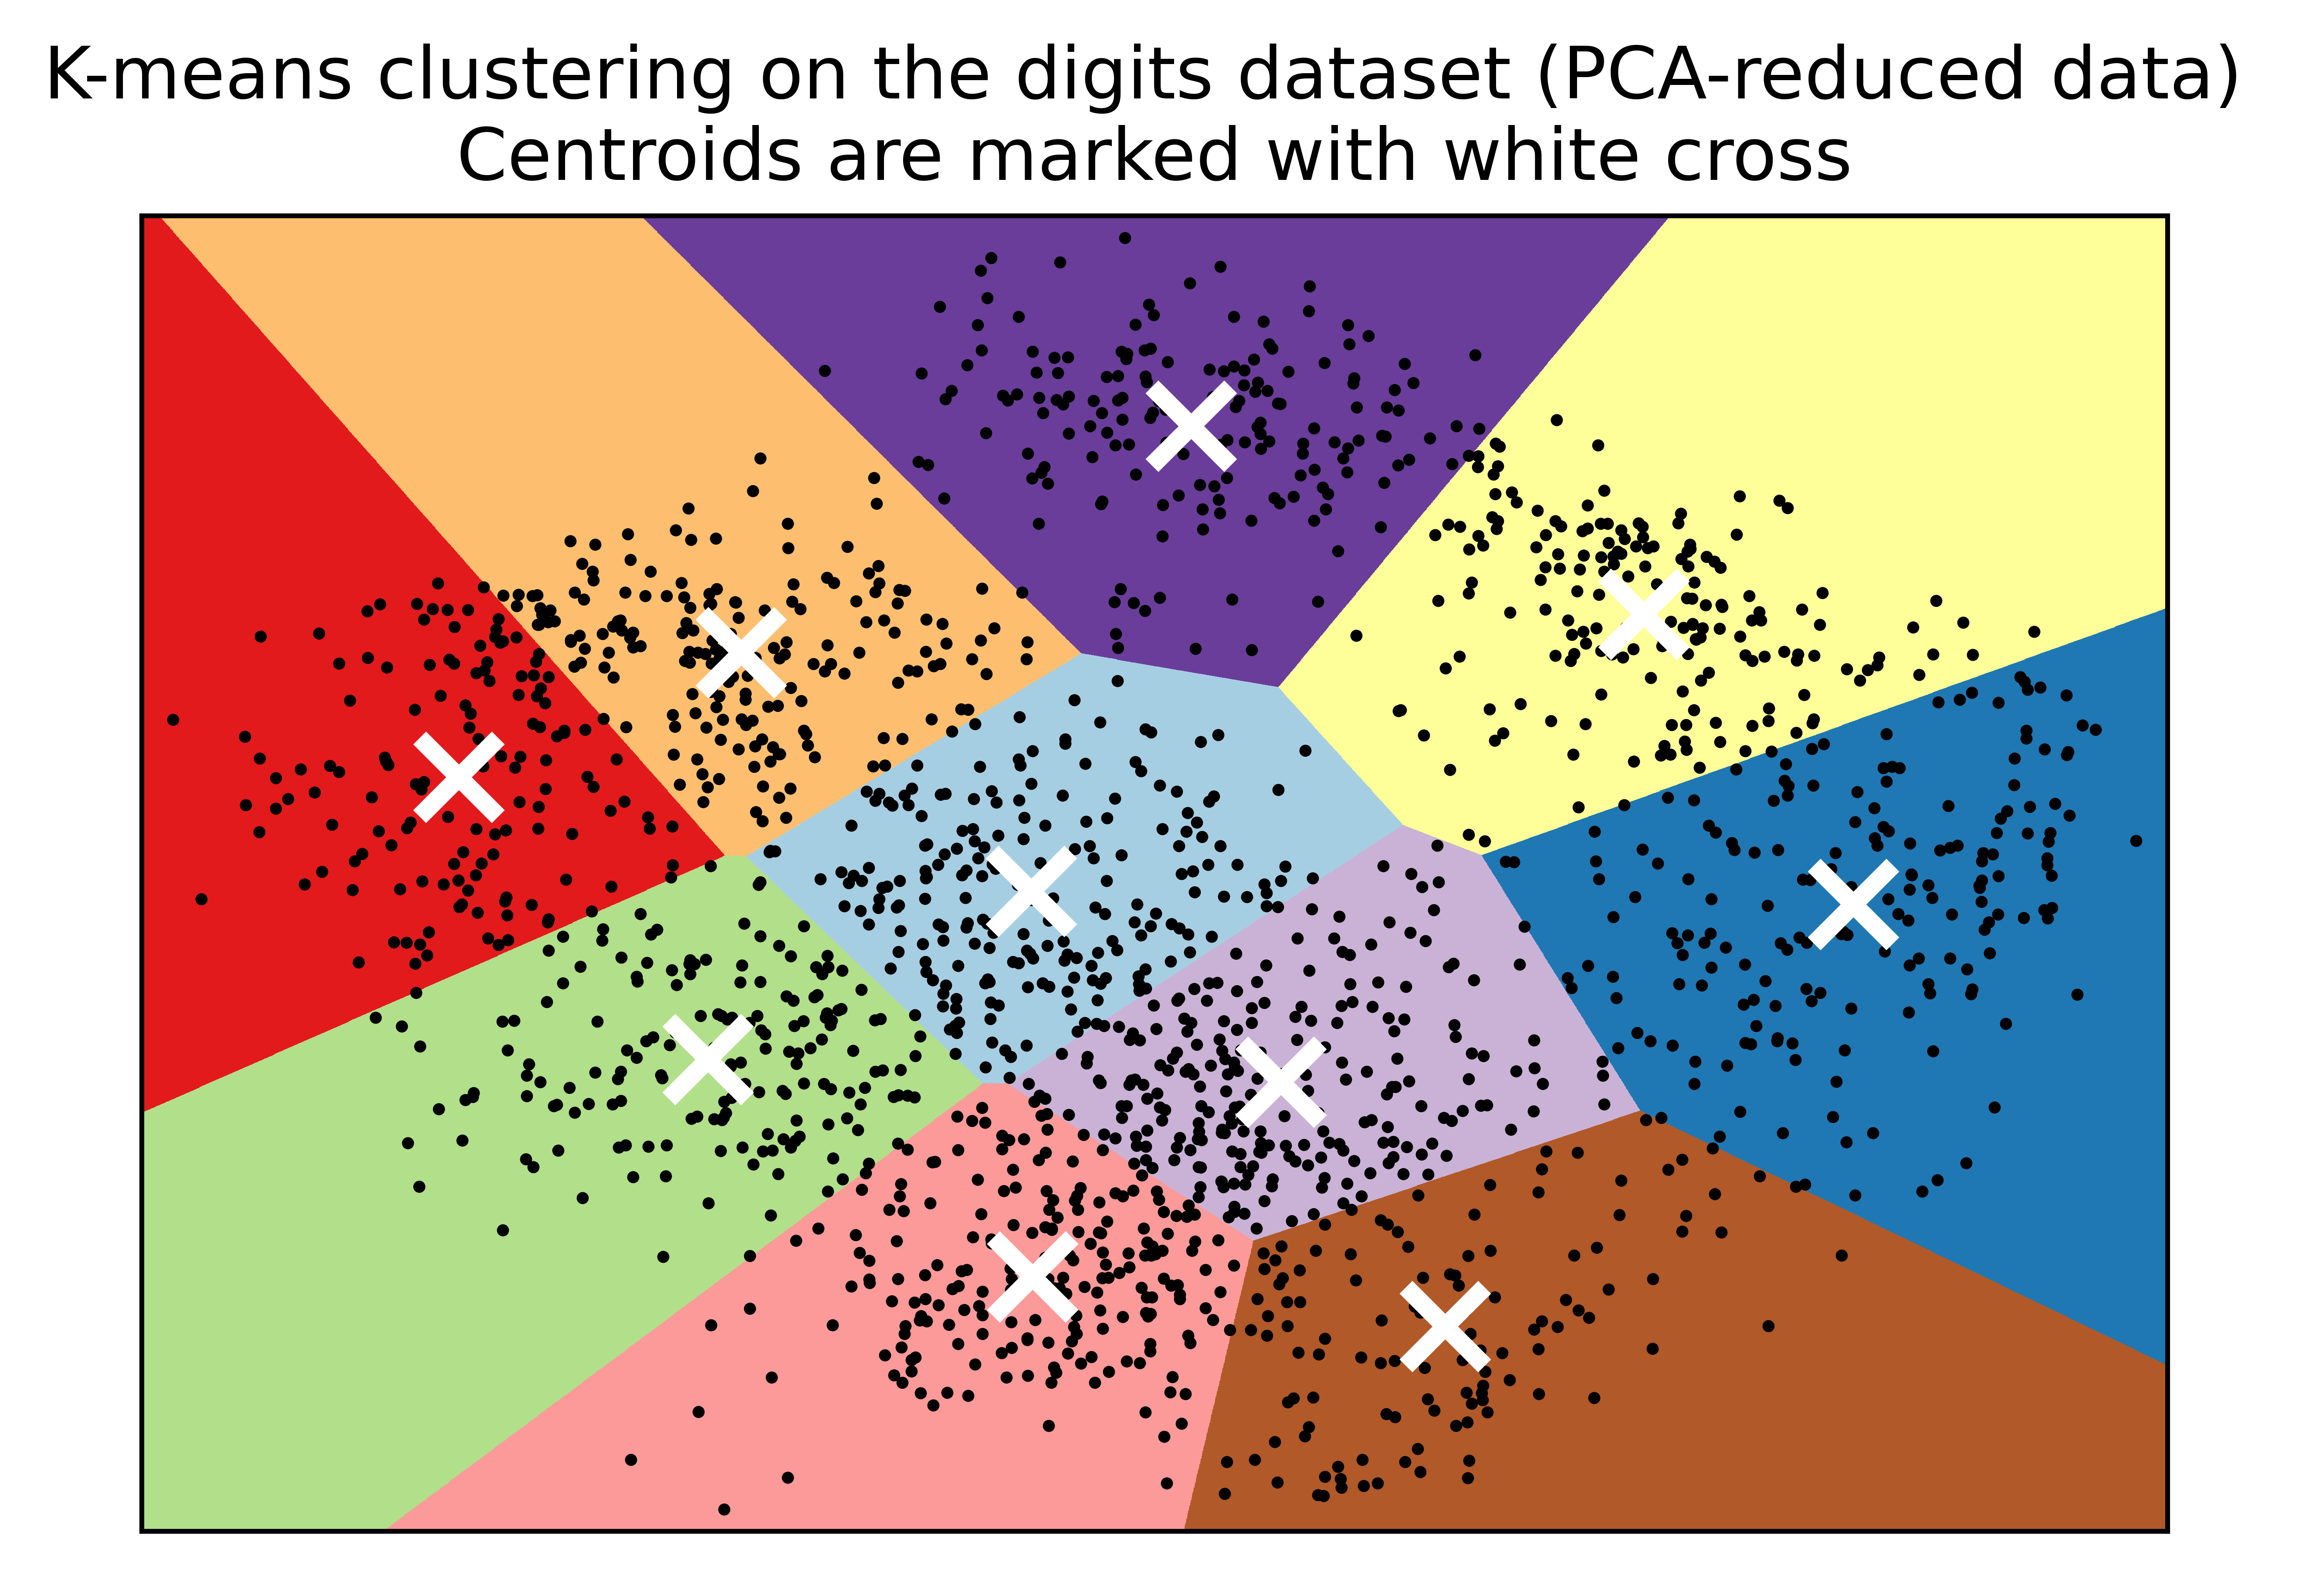 K-means clustering on the digits dataset (PCA-reduced data)
Centroids are marked with white cross